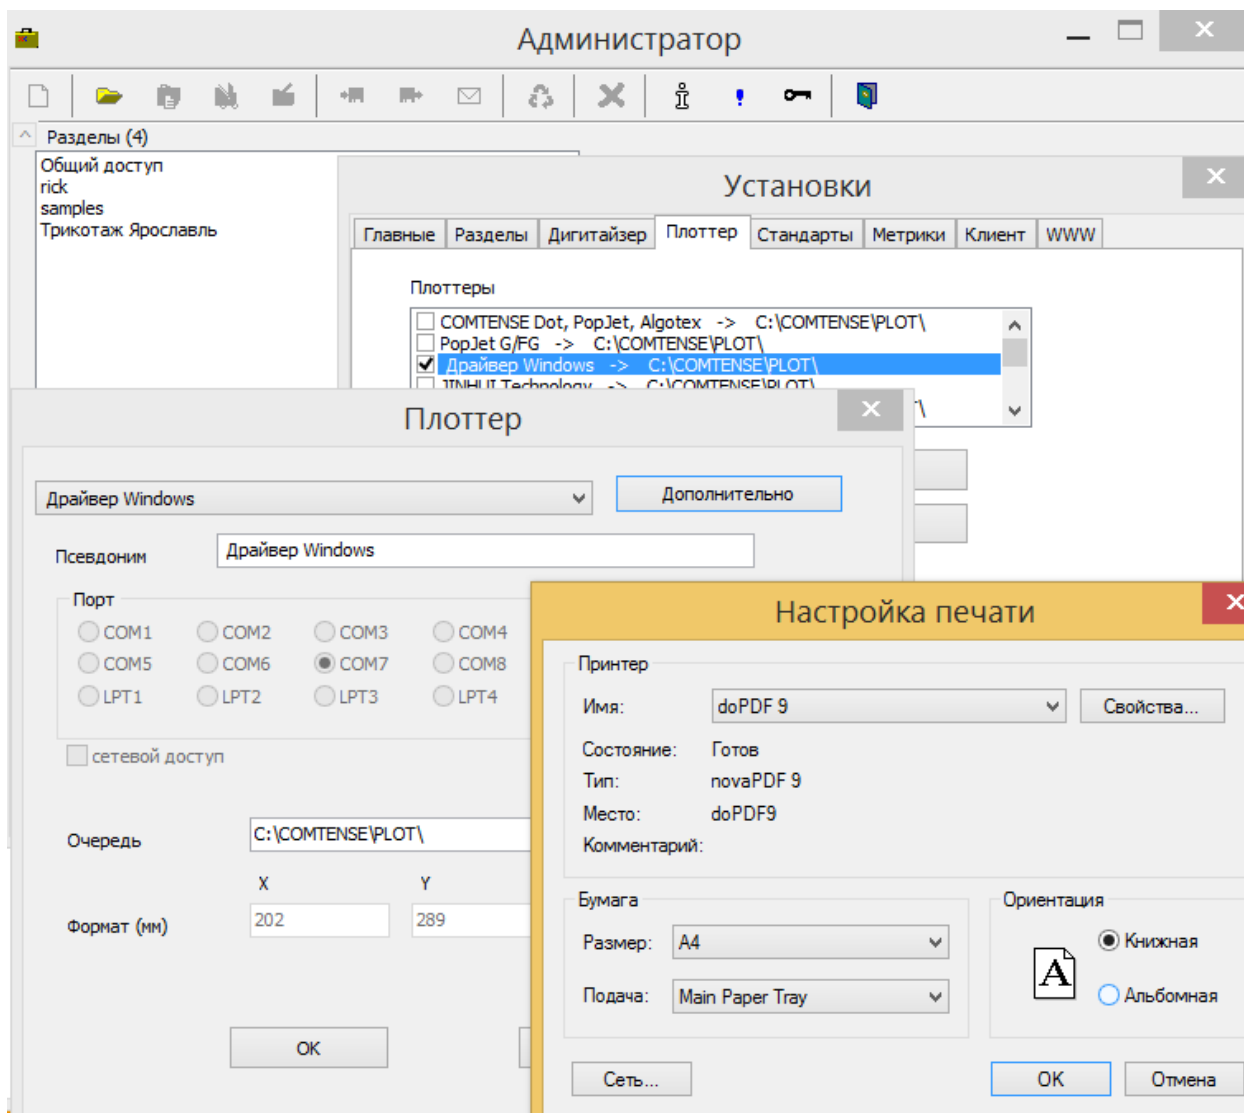 Администратор
Разделы (4)
Общий доступ
rick
samples
Трикотаж Ярославль
Установки
Главные Разделы Дигитайзер Плоттер Стандарты Метрики Клиент WWW
Плоттеры
COMTENSE Dot, PopJet, Algotex -> C:\COMTENSE\PLOT\
PopJet G/FG -> C:\COMTENSE\PLOT\
Драйвер Windows -> C:\COMTENSE\PLOT\
JINHUI Technology -> C:\COMTENSE\PLOT\
Плоттер
Драйвер Windows Дополнительно
Псевдоним Драйвер Windows
Порт
COM1 COM2 COM3 COM4
COM5 COM6 COM7 COM8
LPT1 LPT2 LPT3 LPT4
сетевой доступ
Очередь C:\COMTENSE\PLOT\
X Y
Формат (мм) 202 289
OK
Настройка печати
Принтер
Имя: doPDF 9 Свойства...
Состояние: Готов
Тип: novaPDF 9
Место: doPDF9
Комментарий:
Бумага
Размер: A4
Подача: Main Paper Tray
Ориентация
A
Книжная
Альбомная
Сеть... OK Отмена